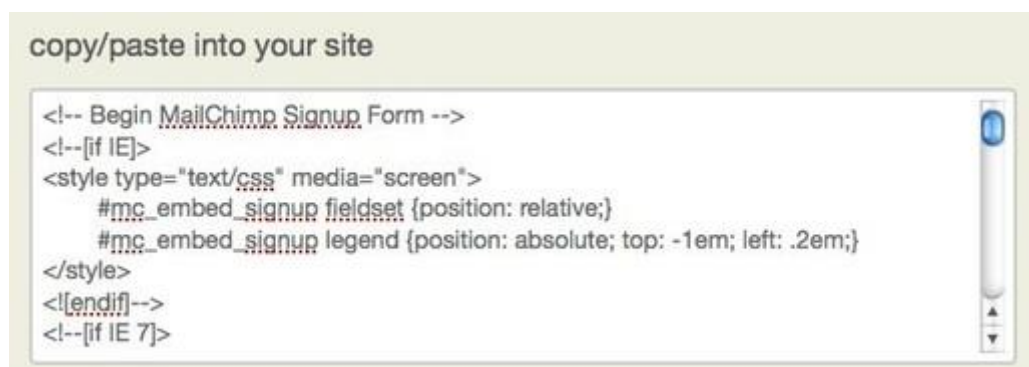 copy/paste into your site
<!-- Begin MailChimp Signup Form -->
<!--[if IE]>
<style type="text/css" media="screen">
#mc_embed_signup fieldset {position: relative;}
#mc_embed_signup legend {position: absolute; top: -1em; left: .2em;}
</style>
<![endif]-->
<!--[if IE 7]>